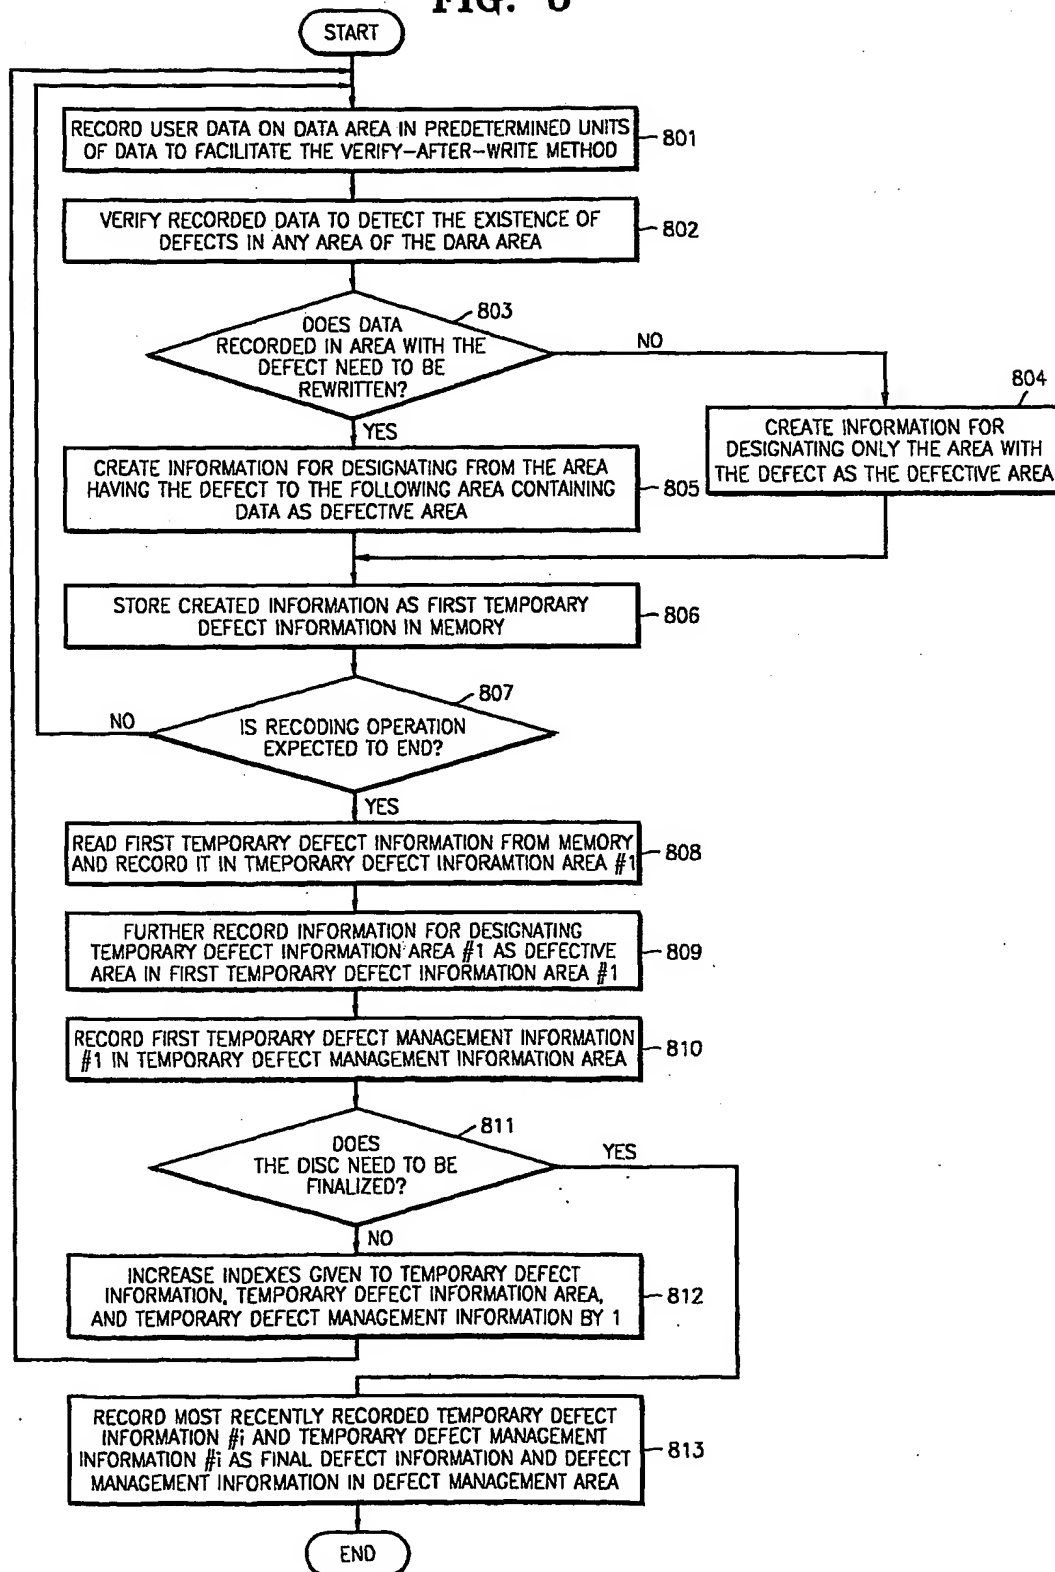 FIG. 8
START
RECORD USER DATA ON DATA AREA IN PREDETERMINED UNITS
OF DATA TO FACILITATE THE VERIFY-AFTER-WRITE METHOD
801
VERIFY RECORDED DATA TO DETECT THE EXISTENCE OF
DEFECTS IN ANY AREA OF THE DARA AREA
802
803
DOES DATA
RECORDED IN AREA WITH THE
DEFECT NEED TO BE
REWRITTEN?
NO
YES
804
CREATE INFORMATION FOR
DESIGNATING ONLY THE AREA WITH
THE DEFECT AS THE DEFECTIVE AREA
CREATE INFORMATION FOR DESIGNATING FROM THE AREA
HAVING THE DEFECT TO THE FOLLOWING AREA CONTAINING
DATA AS DEFECTIVE AREA
805
STORE CREATED INFORMATION AS FIRST TEMPORARY
DEFECT INFORMATION IN MEMORY
806
807
IS RECODING OPERATION
EXPECTED TO END?
NO
YES
READ FIRST TEMPORARY DEFECT INFORMATION FROM MEMORY
AND RECORD IT IN TMEPORARY DEFECT INFORAMTION AREA #1
808
FURTHER RECORD INFORMATION FOR DESIGNATING
TEMPORARY DEFECT INFORMATION AREA #1 AS DEFECTIVE
AREA IN FIRST TEMPORARY DEFECT INFORMATION AREA #1
809
RECORD FIRST TEMPORARY DEFECT MANAGEMENT INFORMATION
#1 IN TEMPORARY DEFECT MANAGEMENT INFORMATION AREA
810
811
DOES
THE DISC NEED TO BE
FINALIZED?
YES
NO
INCREASE INDEXES GIVEN TO TEMPORARY DEFECT
INFORMATION, TEMPORARY DEFECT INFORMATION AREA,
AND TEMPORARY DEFECT MANAGEMENT INFORMATION BY 1
812
RECORD MOST RECENTLY RECORDED TEMPORARY DEFECT
INFORMATION #i AND TEMPORARY DEFECT MANAGEMENT
INFORMATION #i AS FINAL DEFECT INFORMATION AND DEFECT
MANAGEMENT INFORMATION IN DEFECT MANAGEMENT AREA
813
END